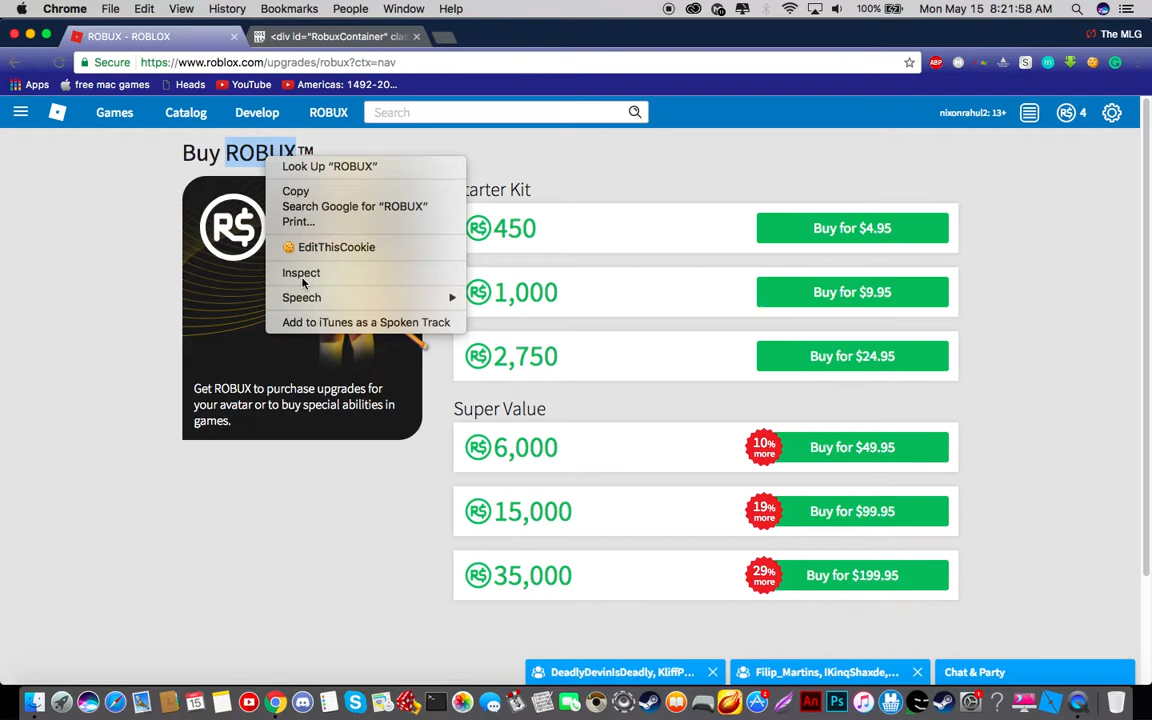 Chrome File Edit View History Bookmarks People Window Help 100% Mon May 15 8:21:58 AM
ROBUX - ROBLOX <div id="RobuxContainer" clas The MLG
Secure https://www.roblox.com/upgrades/robux?ctx=nav
Apps free mac games Heads YouTube Americas: 1492-20...
Games Catalog Develop ROBUX Search nixonrahul2: 13+ R$ 4
Buy ROBUX™
Look Up “ROBUX”
Copy
Search Google for “ROBUX”
Print...
EditThisCookie
Inspect
Speech
Add to iTunes as a Spoken Track
R$
Get ROBUX to purchase upgrades for
your avatar or to buy special abilities in
games.
tarter Kit
R$ 450 Buy for $4.95
R$ 1,000 Buy for $9.95
R$ 2,750 Buy for $24.95
Super Value
R$ 6,000 10% more Buy for $49.95
R$ 15,000 19% more Buy for $99.95
R$ 35,000 29% more Buy for $199.95
DeadlyDevinIsDeadly, KliffP... Filip_Martins, IKinqShaxde,... Chat & Party